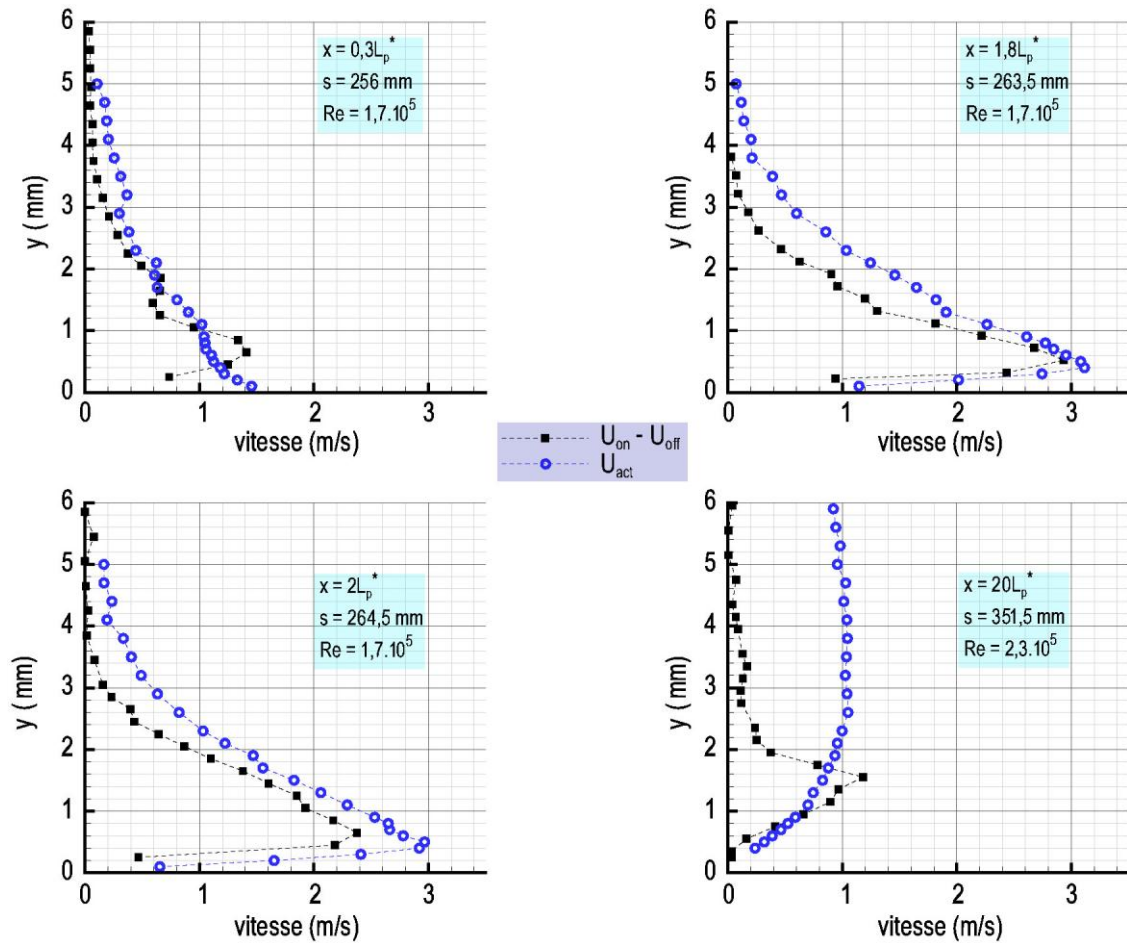 6
5
4
3
2
1
0
y (mm)
x = 0,3Lp*
s = 256 mm
Re = 1,7.10⁵
0 1 2 3
vitesse (m/s)
6
5
4
3
2
1
0
y (mm)
x = 1,8Lp*
s = 263,5 mm
Re = 1,7.10⁵
0 1 2 3
vitesse (m/s)
Uon - Uoff
Uact
6
5
4
3
2
1
0
y (mm)
x = 2Lp*
s = 264,5 mm
Re = 1,7.10⁵
0 1 2 3
vitesse (m/s)
6
5
4
3
2
1
0
y (mm)
x = 20Lp*
s = 351,5 mm
Re = 2,3.10⁵
0 1 2 3
vitesse (m/s)